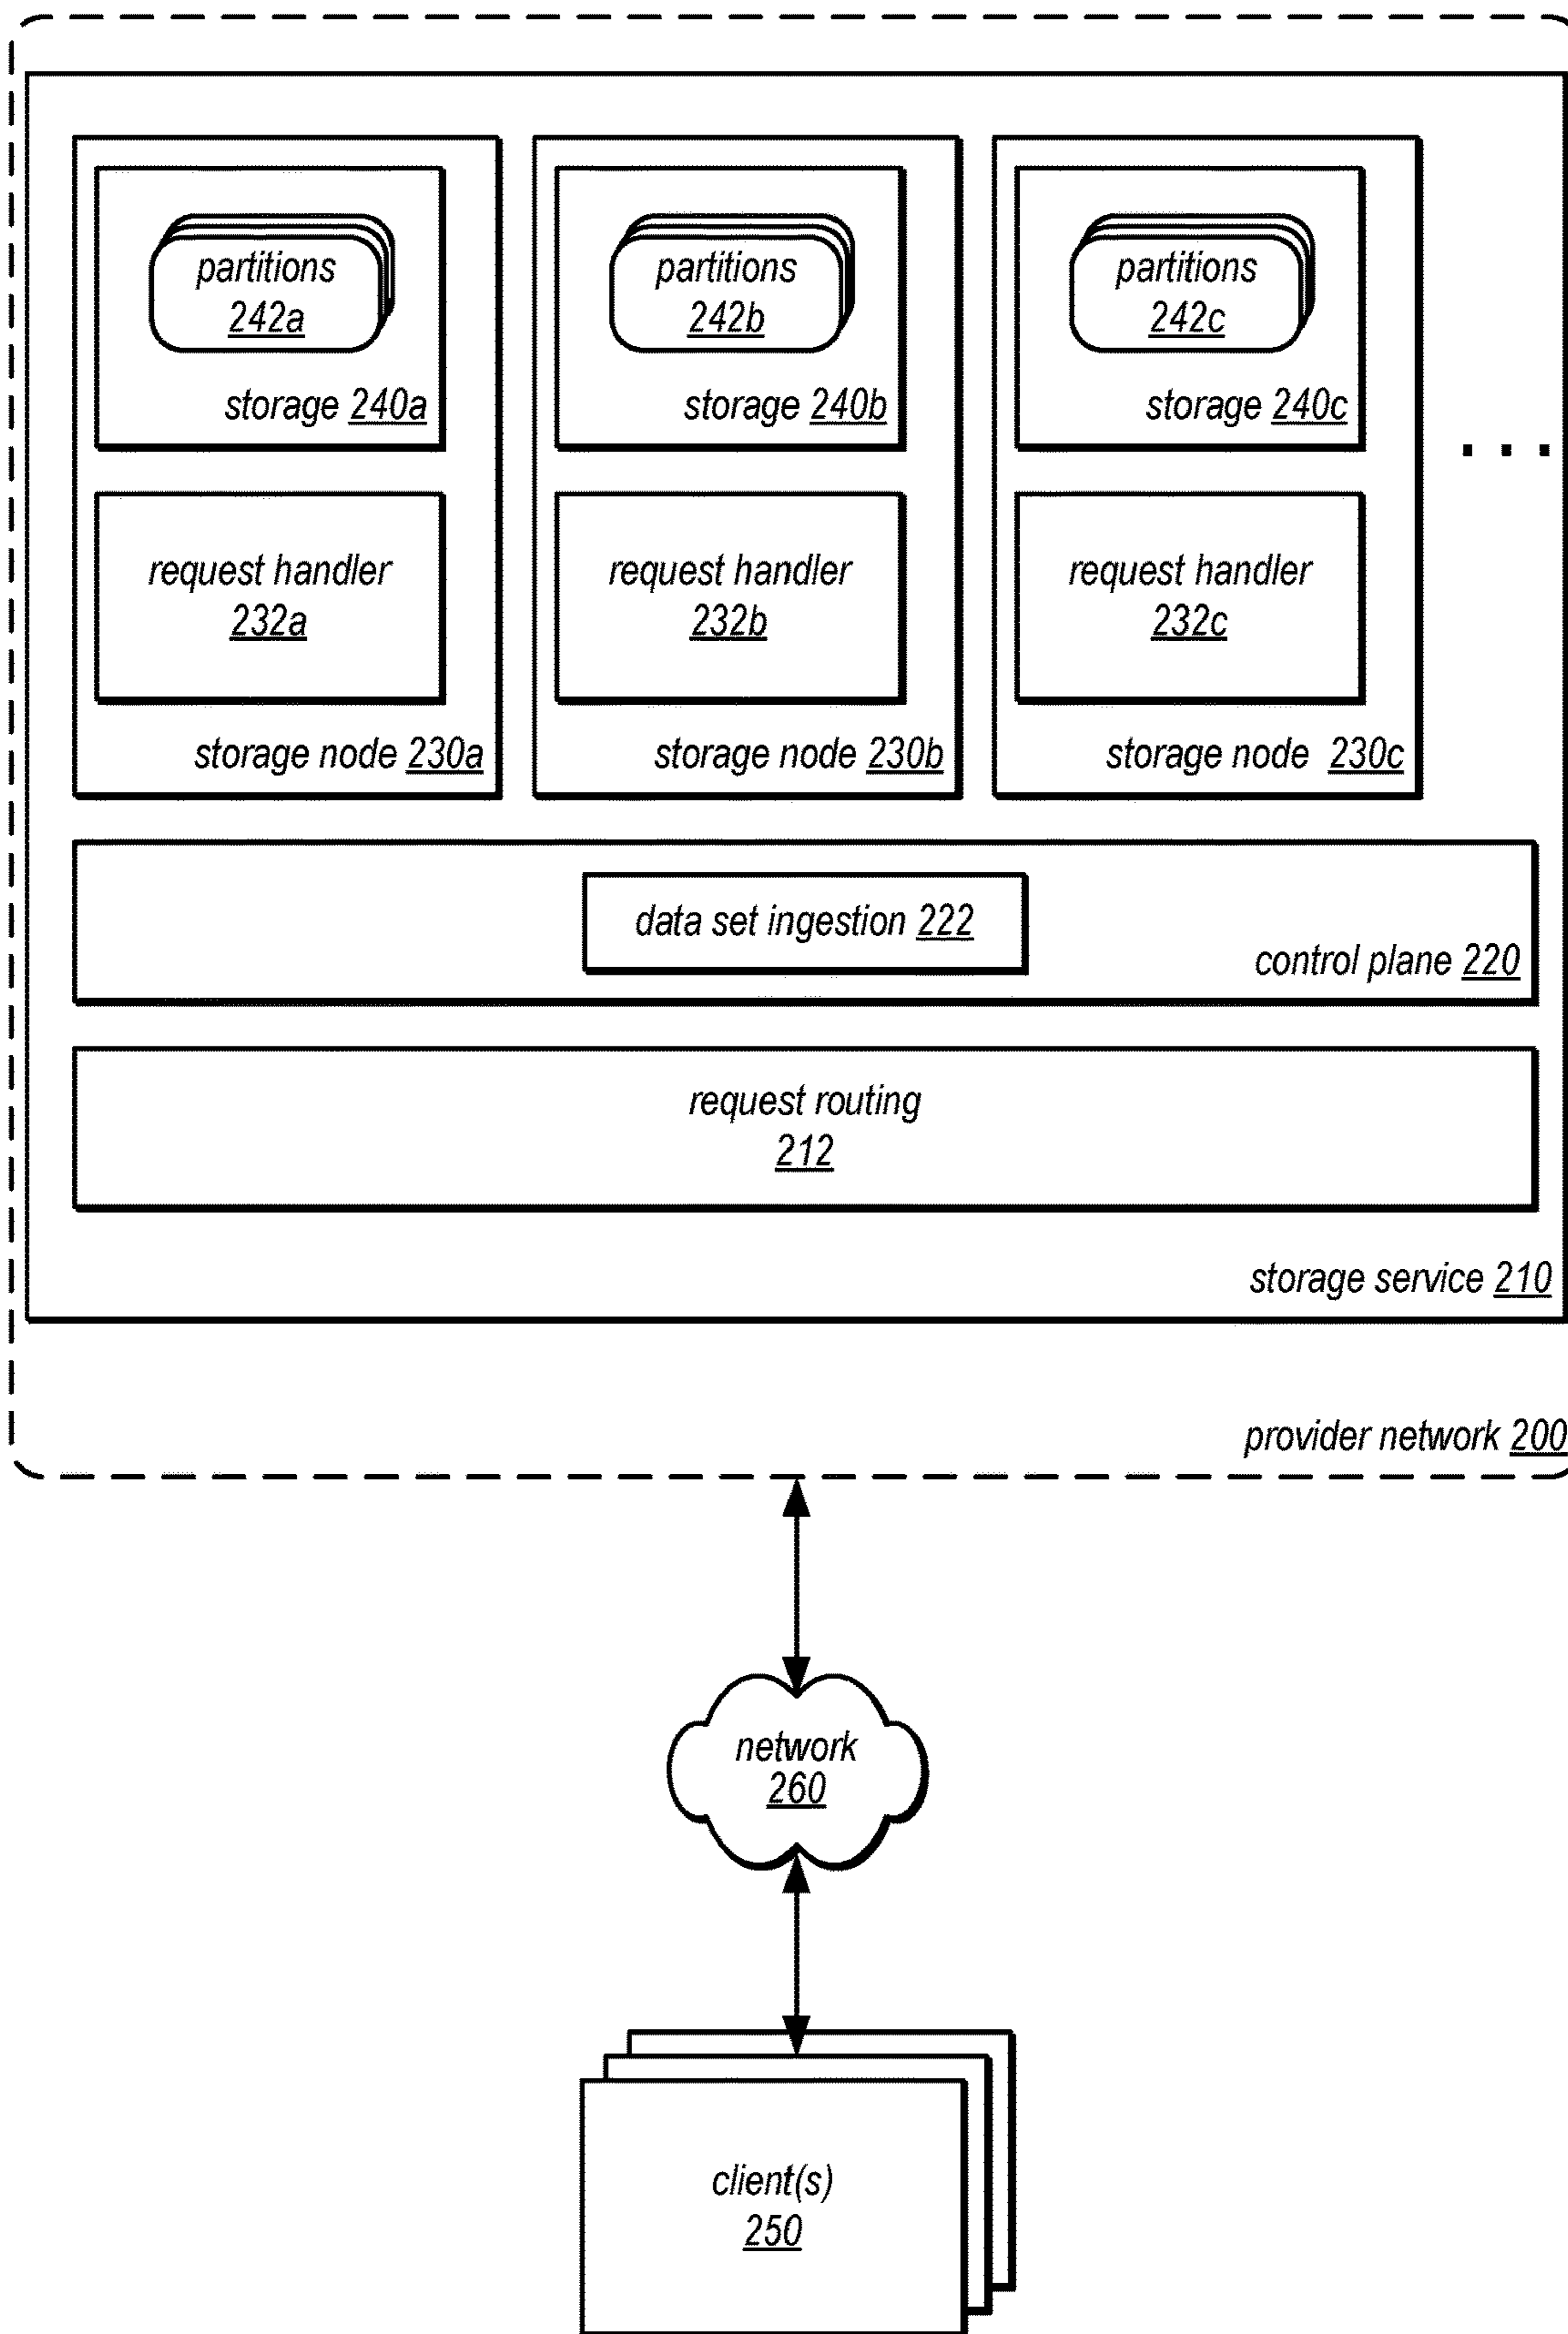 partitions
242a
storage 240a
request handler
232a
storage node 230a
partitions
242b
storage 240b
request handler
232b
storage node 230b
partitions
242c
storage 240c
request handler
232c
storage node 230c
. . .
data set ingestion 222
control plane 220
request routing
212
storage service 210
provider network 200
network
260
client(s)
250